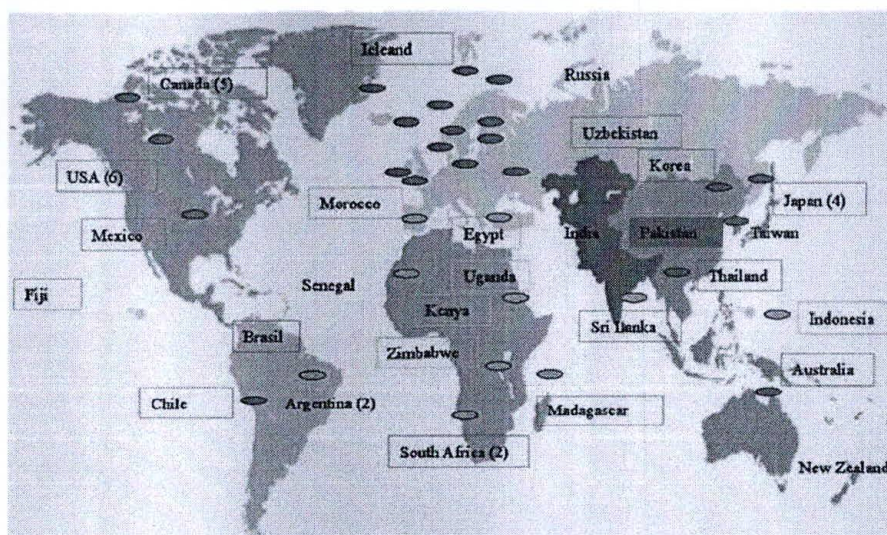 Icleand
Canada (5)
Russia
Uzbekistan
Korea
USA (6)
Morocco
Japan (4)
Mexico
Egypt
India
Pakistan
Taiwan
Senegal
Uganda
Thailand
Fiji
Kenya
Brasil
Zimbabwe
Sri Lanka
Indonesia
Australia
Chile
Argentina (2)
Madagascar
South Africa (2)
New Zealand